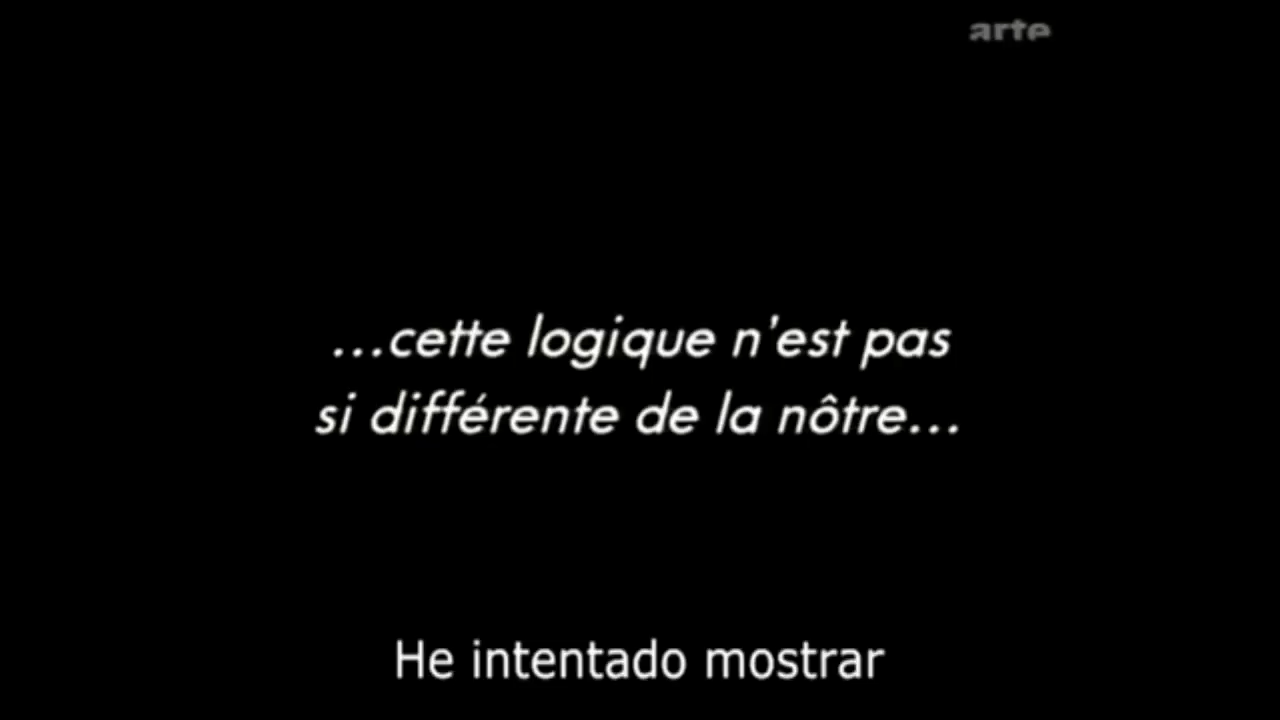 arte
...cette logique n'est pas
si différente de la nôtre...
He intentado mostrar